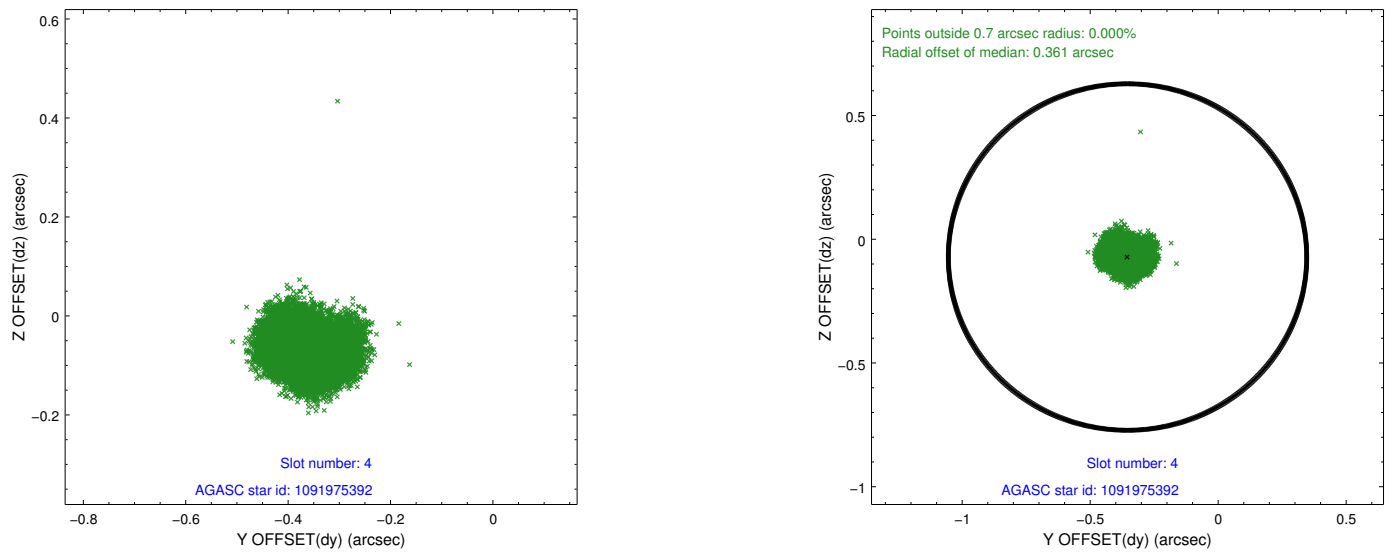 0.6
0.4
0.2
0
−0.2
Z OFFSET(dz) (arcsec)
Slot number: 4
AGASC star id: 1091975392
−0.8
−0.6
−0.4
−0.2
0
Y OFFSET(dy) (arcsec)
Points outside 0.7 arcsec radius: 0.000%
Radial offset of median: 0.361 arcsec
0.5
0
−0.5
−1
Z OFFSET(dz) (arcsec)
Slot number: 4
AGASC star id: 1091975392
−1
−0.5
0
0.5
Y OFFSET(dy) (arcsec)